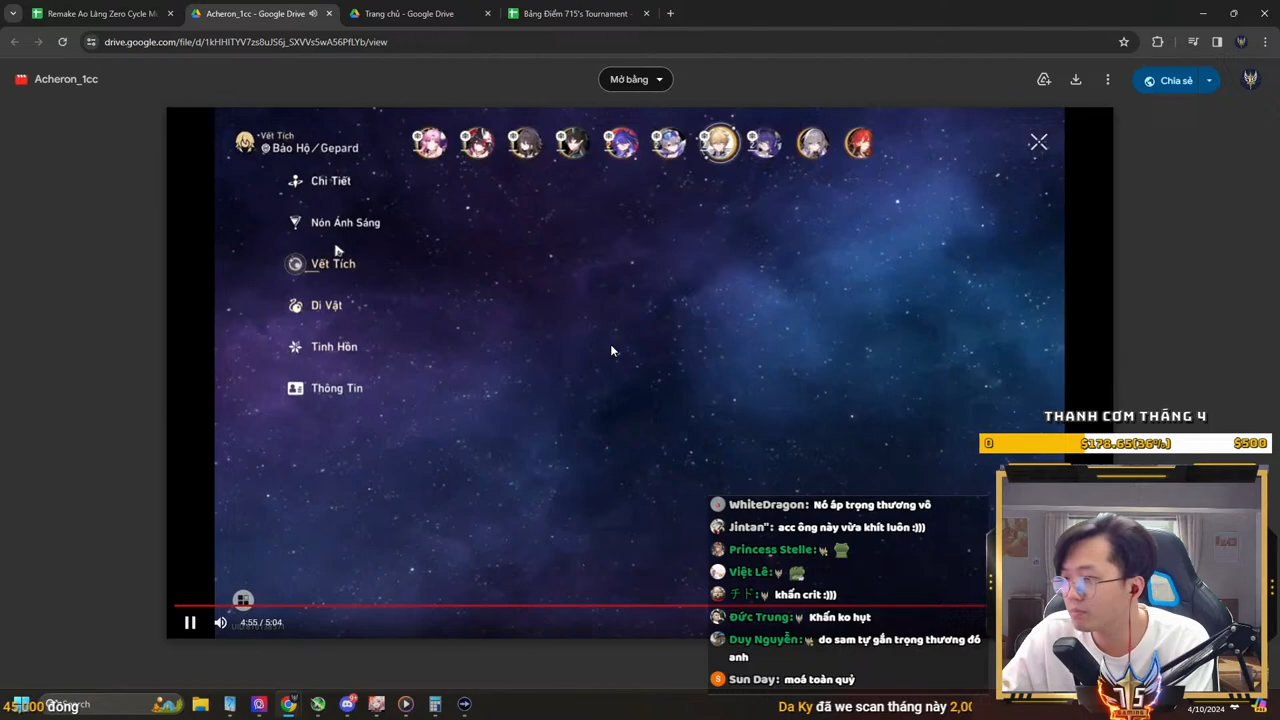 Remake Ao Làng Zero Cycle M
Acheron_1cc - Google Drive
Trang chủ - Google Drive
Bảng Điểm 715's Tournament -
drive.google.com/file/d/1kHHITYV7zs8uJS6j_SXVVs5wA56PfLYb/view
Acheron_1cc
Mở bằng
Chia sẻ
Vết Tích
Bảo Hộ/Gepard
Chi Tiết
Nón Ánh Sáng
Vết Tích
Di Vật
Tinh Hồn
Thông Tin
4:55 / 5:04
THANH CƠM THÁNG 4
0
$178.65(36%)
$500
WhiteDragon: Nó áp trọng thương vô
Jintan": acc ông này vừa khít luôn :)))
Princess Stelle:
Việt Lê:
チド: khấn crit :)))
Đức Trung: Khấn ko hụt
Duy Nguyễn: do sam tự gắn trọng thương đó
anh
Sun Day: moá toàn quỷ
715
GAMING
45,000 đồng
Search
Da Ky đã we scan tháng này 2,00
4/10/2024